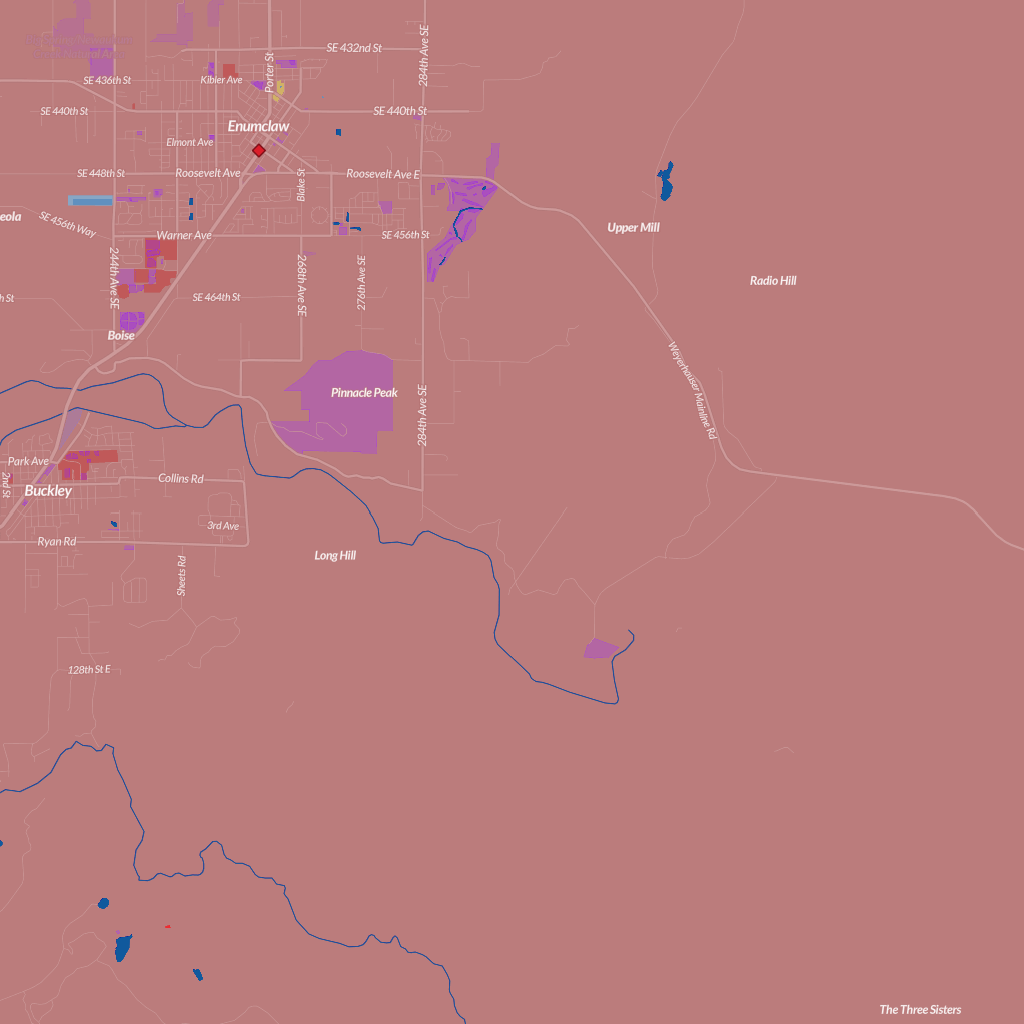 SE 432nd St
284th Ave SE
Porter St
SE 436th St
Kibler Ave
SE 440th St
SE 440th St
Enumclaw
Elmont Ave
SE 448th St
Roosevelt Ave
Roosevelt Ave E
Blake St
eola
SE 456th Way
Warner Ave
SE 456th St
Upper Mill
244th Ave SE
268th Ave SE
276th Ave SE
Radio Hill
h St
SE 464th St
Boise
Weyerhauser Mainline Rd
Pinnacle Peak
284th Ave SE
Park Ave
2nd St
Collins Rd
Buckley
3rd Ave
Ryan Rd
Long Hill
Sheets Rd
128th St E
The Three Sisters